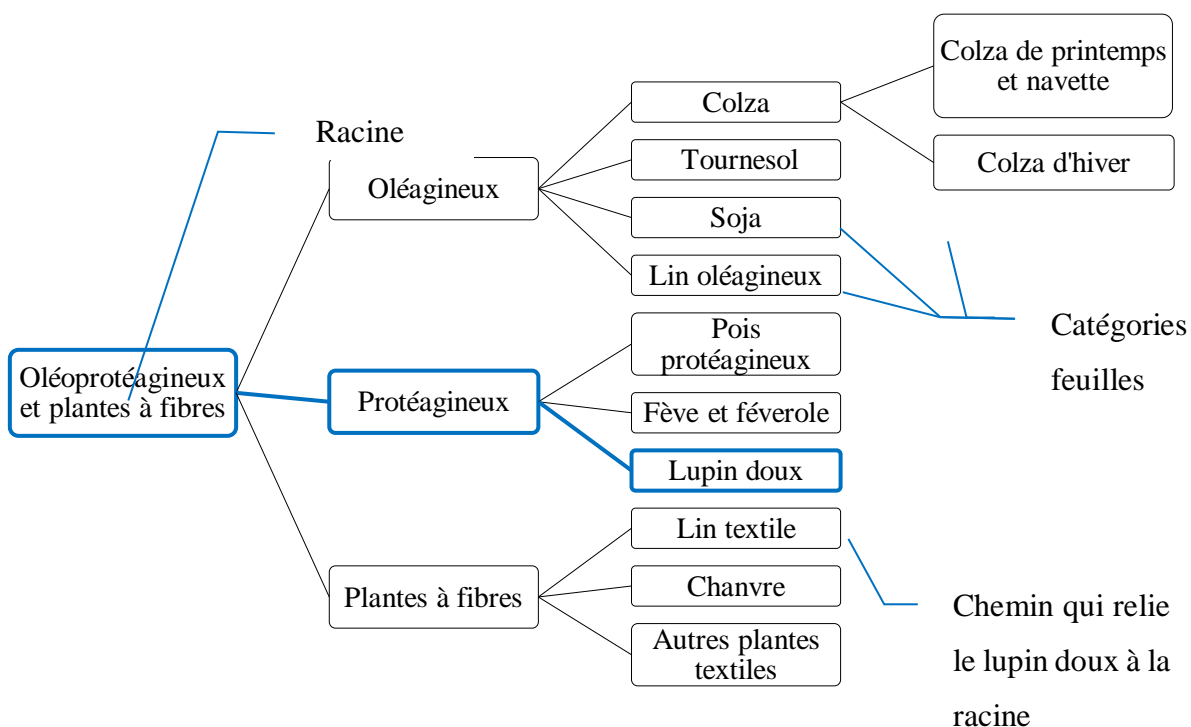 Racine
Oléoprotéagineux
et plantes à fibres
Oléagineux
Colza
Colza de printemps
et navette
Colza d'hiver
Tournesol
Soja
Lin oléagineux
Catégories
feuilles
Protéagineux
Pois
protéagineux
Fève et féverole
Lupin doux
Plantes à fibres
Lin textile
Chanvre
Autres plantes
textiles
Chemin qui relie
le lupin doux à la
racine